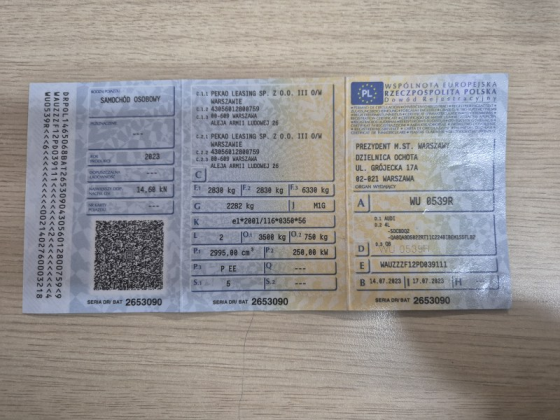 SAMOCHÓD OSOBOWY
---
2023
14,60 kN
---
SERIA DR/ BAT 2653090
C.1.1 PEKAO LEASING SP. Z O.O. III O/W
WARSZAWIE
C.1.2 43056012800759
C.1.3 00-609 WARSZAWA
ALEJA ARMII LUDOWEJ 26
C.2.1 PEKAO LEASING SP. Z O.O. III O/W
WARSZAWIE
C.2.2 43056012800759
C.2.3 00-609 WARSZAWA
ALEJA ARMII LUDOWEJ 26
C
F.1 2830 kg F.2 2830 kg F.3 6330 kg
G 2282 kg J M1G
K e1*2001/116*0350*56
L 2 O.1 3500 kg O.2 750 kg
P.1 2995,00 cm³ P.2 250,00 kW
P.3 P EE Q ---
S.1 5 S.2 ---
SERIA DR/ BAT 2653090
PL
WSPÓLNOTA EUROPEJSKA
RZECZPOSPOLITA POLSKA
Dowód Rejestracyjny
PREZYDENT M.ST. WARSZAWY
DZIELNICA OCHOTA
UL. GRÓJECKA 17A
02-021 WARSZAWA
ORGAN WYDAJĄCY
A WU 0539R
D.1 AUDI
D.2 4L
D.3 Q8
D
E WAUZZZF12PD039111
B 14.07.2023 I 17.07.2023 H
SERIA DR/ BAT 2653090